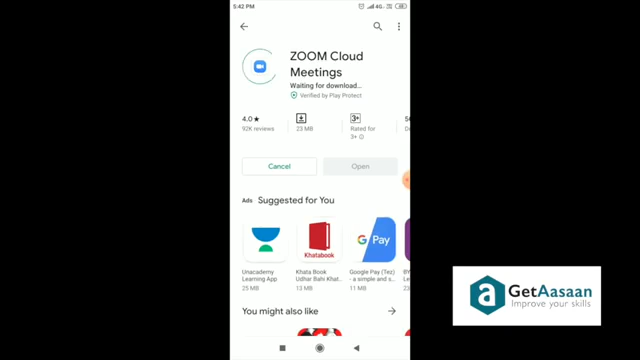 5:42 PM
4G
ZOOM Cloud
Meetings
Waiting for download...
Verified by Play Protect
4.0★
92K reviews
23 MB
3+
Rated for
3+
Cancel
Open
Ads Suggested for You
Unacademy
Learning App
25 MB
Khatabook
Khata Book
Udhar Bahi Khat..
13 MB
G Pay
Google Pay (Tez)
- a simple and s..
11 MB
You might also like
a
GetAasaan
Improve your skills